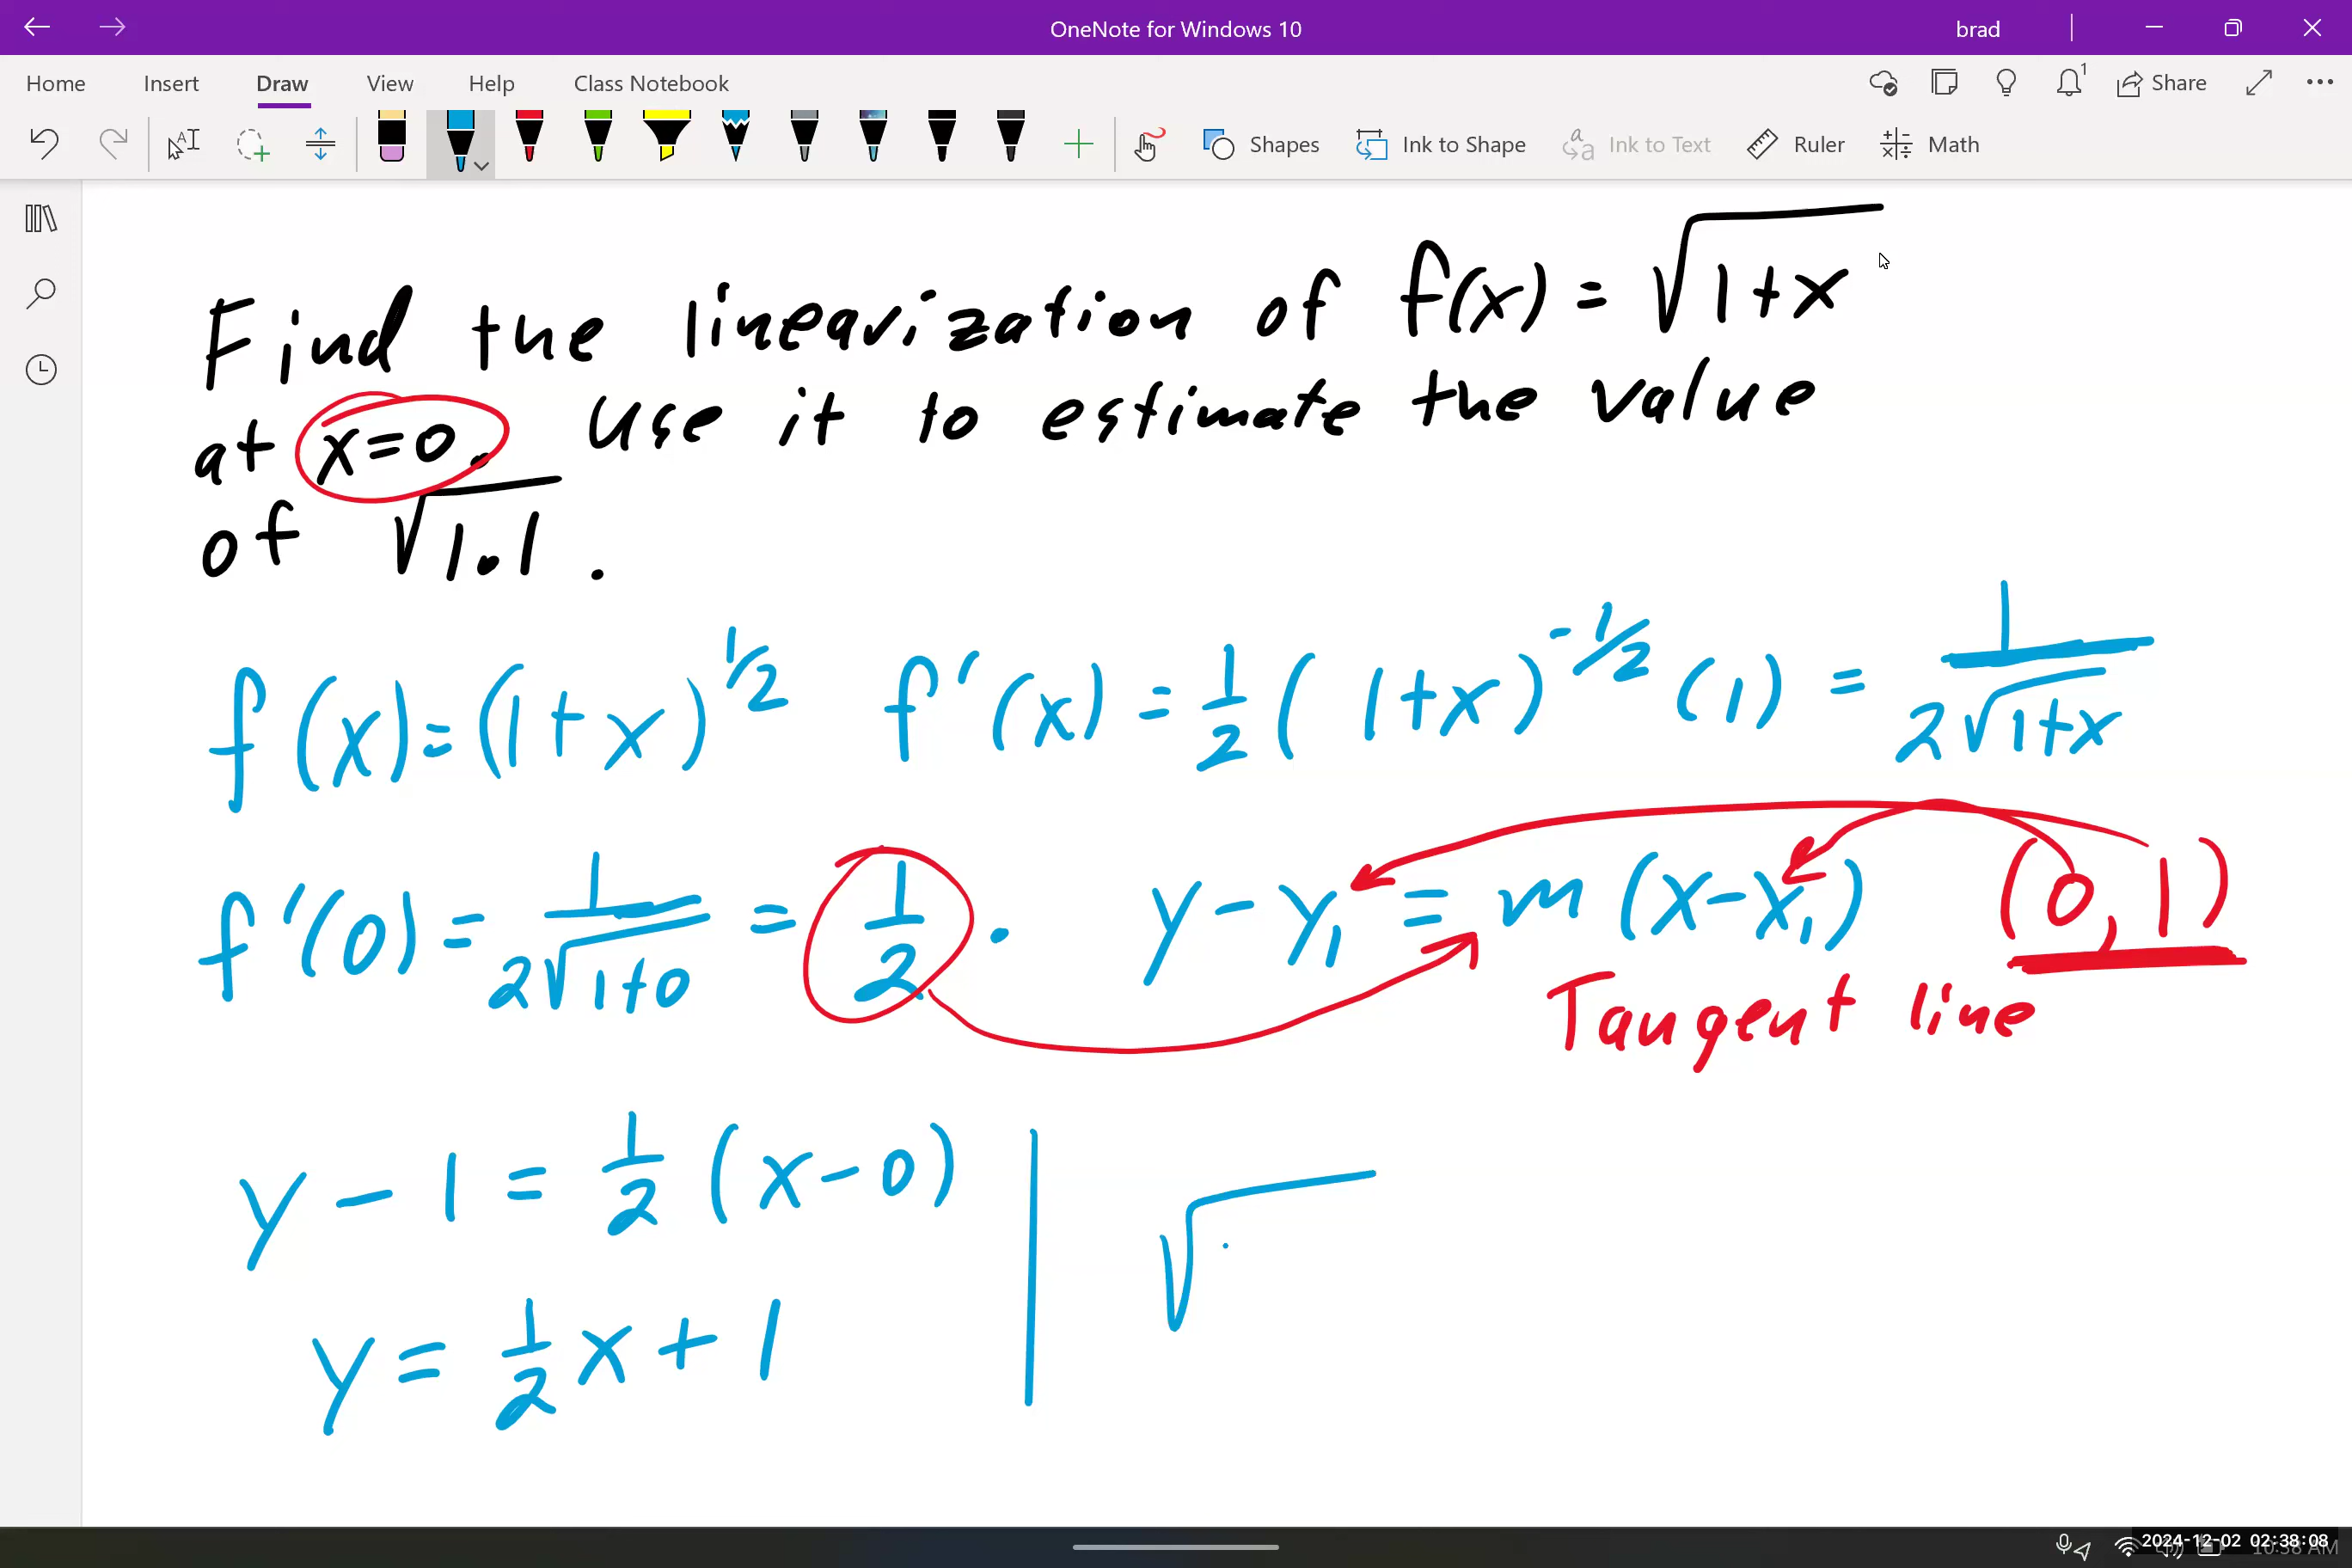 OneNote for Windows 10
brad
Home Insert Draw View Help Class Notebook
1
Share
Shapes Ink to Shape Ink to Text Ruler Math
Find the linearization of f(x) = √(1+x)
at x=0. Use it to estimate the value
of √1.1 .
f(x) = (1+x)^1/2 f'(x) = 1/2 (1+x)^-1/2 (1) = 1/(2√(1+x))
f'(0) = 1/(2√(1+0)) = 1/2 . y - y₁ = m (x-x₁) (0, 1)
Tangent line
y - 1 = 1/2 (x-0) √
y = 1/2 x + 1
2024-12-02 02:38:08